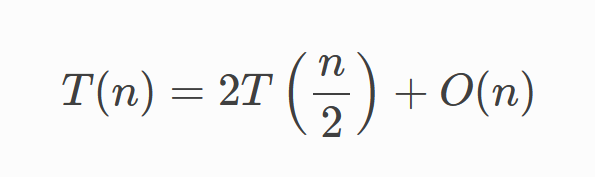 T(n) = 2T(n/2) + O(n)